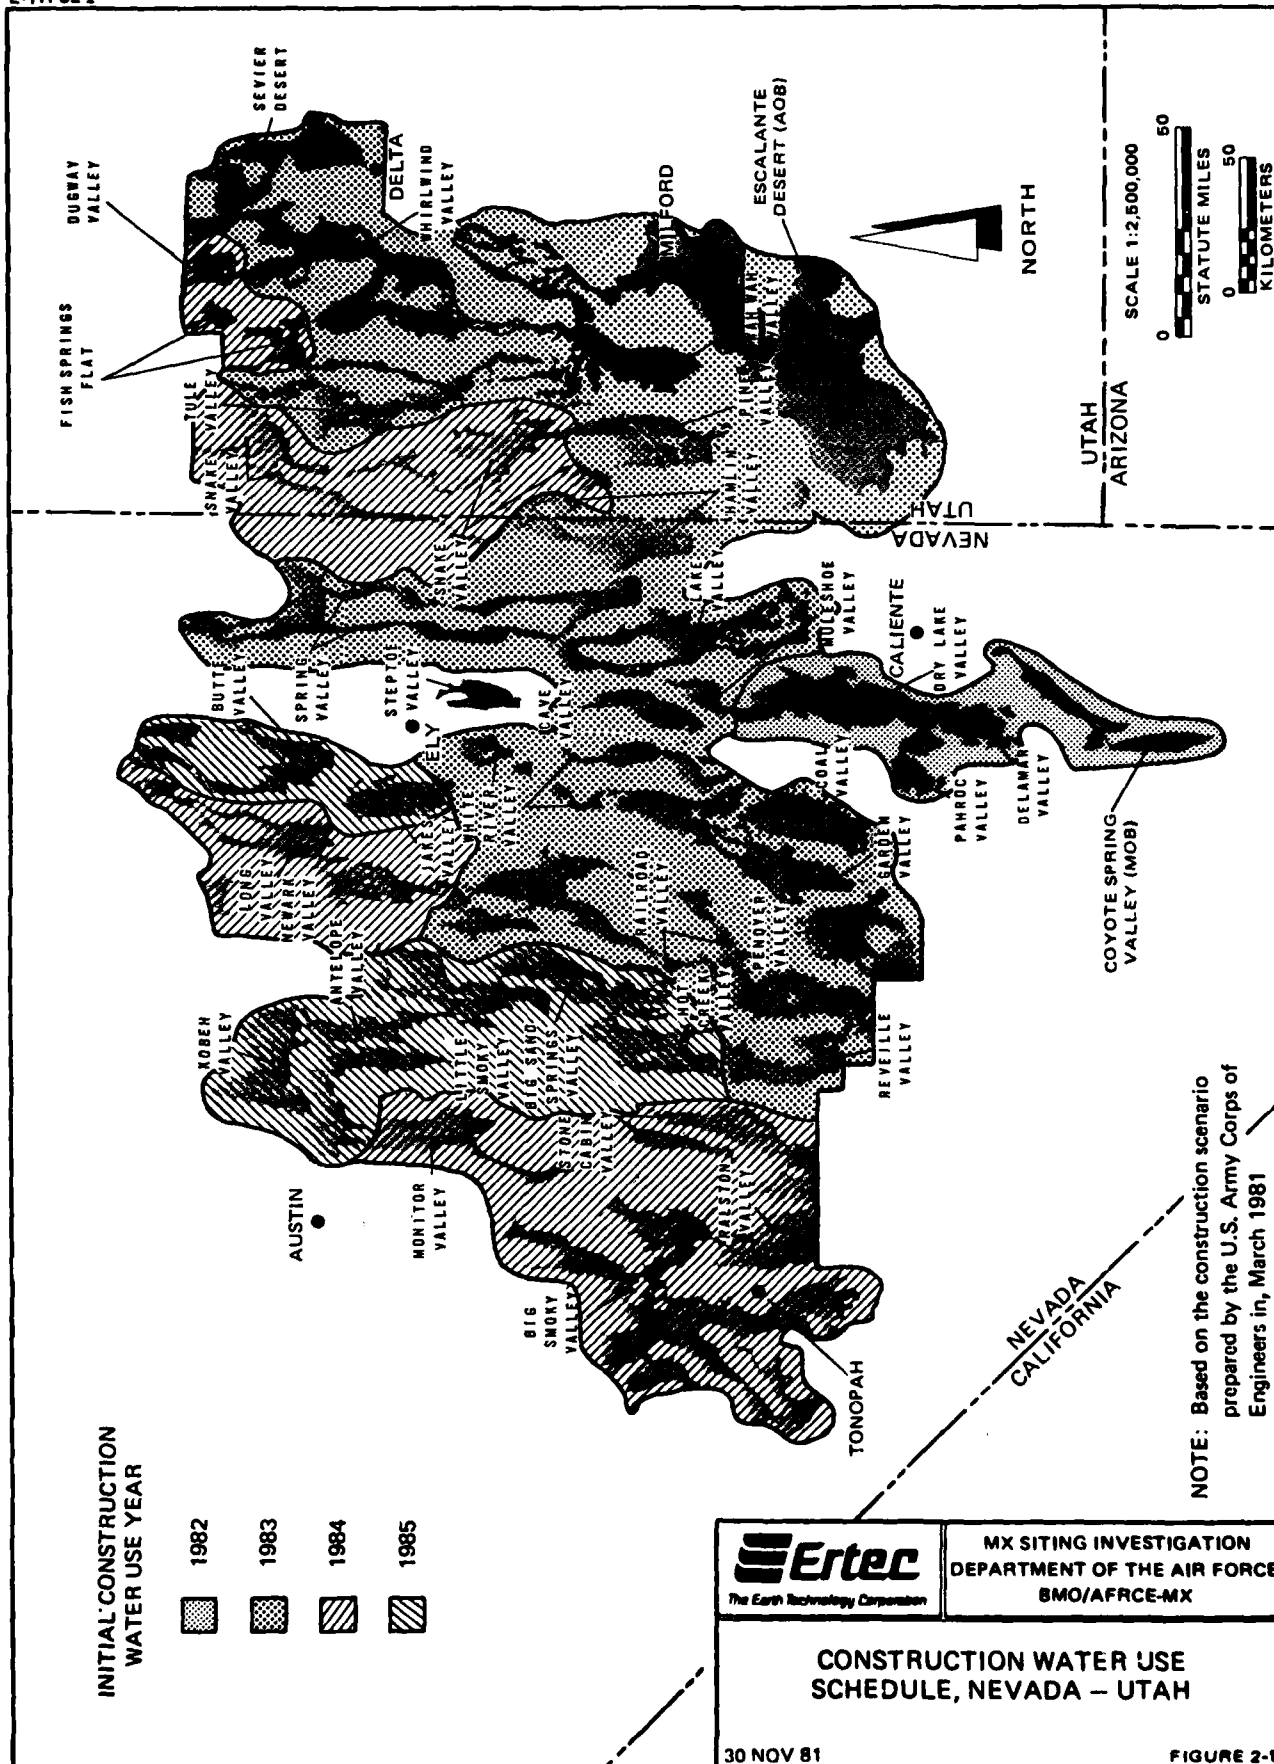 INITIAL CONSTRUCTION
WATER USE YEAR
1982
1983
1984
1985
FISH SPRINGS
FLAT
DUGWAY
VALLEY
SEVIER
DESERT
DELTA
WHIRLWIND
VALLEY
TULE
VALLEY
SNAKE
VALLEY
MILFORD
ESCALANTE
DESERT (AOB)
WAH WAH
VALLEY
PINE
VALLEY
HAMLIN
VALLEY
SNAKE
VALLEY
LAKE
VALLEY
UTAH
NEVADA
UTAH
ARIZONA
BUTTE
VALLEY
SPRING
VALLEY
STEPTOE
VALLEY
ELY
CAVE
VALLEY
MULESHOE
VALLEY
CALIENTE
DRY LAKE
VALLEY
LONG
VALLEY
NEWARK
VALLEY
JAKES
VALLEY
WHITE
RIVER
VALLEY
COAL
VALLEY
GARDEN
VALLEY
PAHROC
VALLEY
DELAMAR
VALLEY
COYOTE SPRING
VALLEY (MOB)
KOBEH
VALLEY
ANTELOPE
VALLEY
LITTLE
SMOKY
VALLEY
BIG SAND
SPRINGS
VALLEY
RAILROAD
VALLEY
HOT
CREEK
VALLEY
PENOYER
VALLEY
REVEILLE
VALLEY
AUSTIN
MONITOR
VALLEY
STONE
CABIN
VALLEY
RALSTON
VALLEY
BIG
SMOKY
VALLEY
TONOPAH
NEVADA
CALIFORNIA
NORTH
SCALE 1:2,500,000
0 50
STATUTE MILES
0 50
KILOMETERS
NOTE: Based on the construction scenario
prepared by the U.S. Army Corps of
Engineers in, March 1981
Ertec
The Earth Technology Corporation
MX SITING INVESTIGATION
DEPARTMENT OF THE AIR FORCE
BMO/AFRCE-MX
CONSTRUCTION WATER USE
SCHEDULE, NEVADA – UTAH
30 NOV 81
FIGURE 2-1